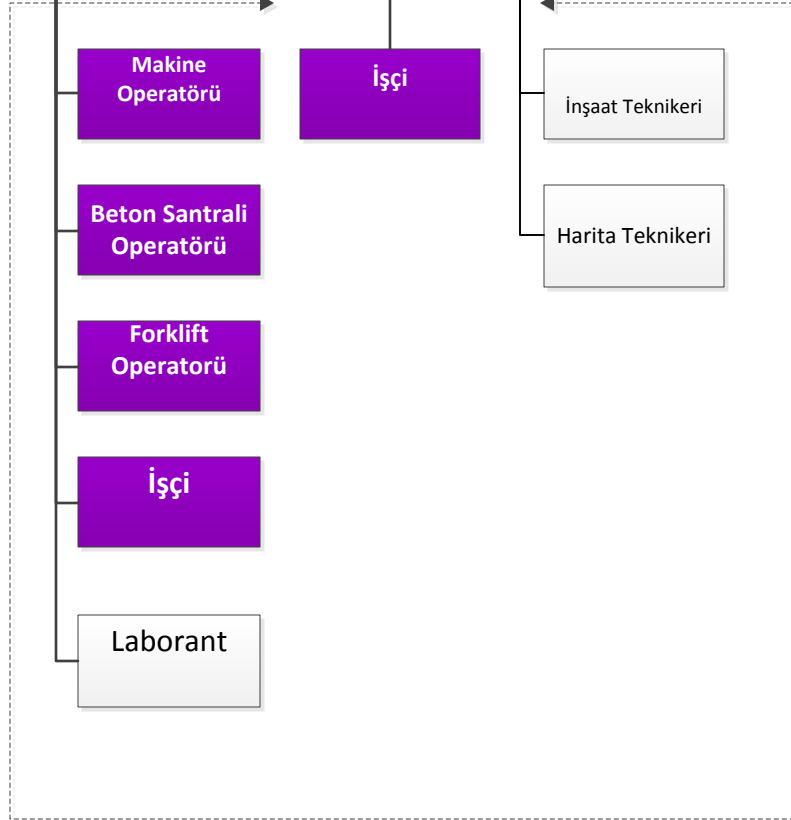 Makine
Operatörü
İşçi
İnşaat Teknikeri
Beton Santrali
Operatörü
Harita Teknikeri
Forklift
Operatorü
İşçi
Laborant